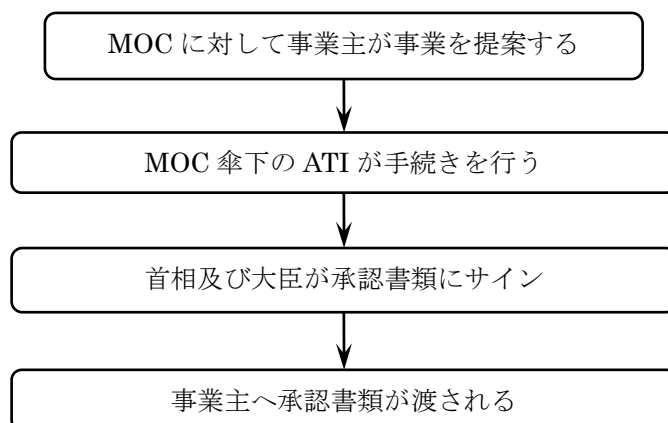 MOC に対して事業主が事業を提案する
MOC 傘下の ATI が手続きを行う
首相及び大臣が承認書類にサイン
事業主へ承認書類が渡される